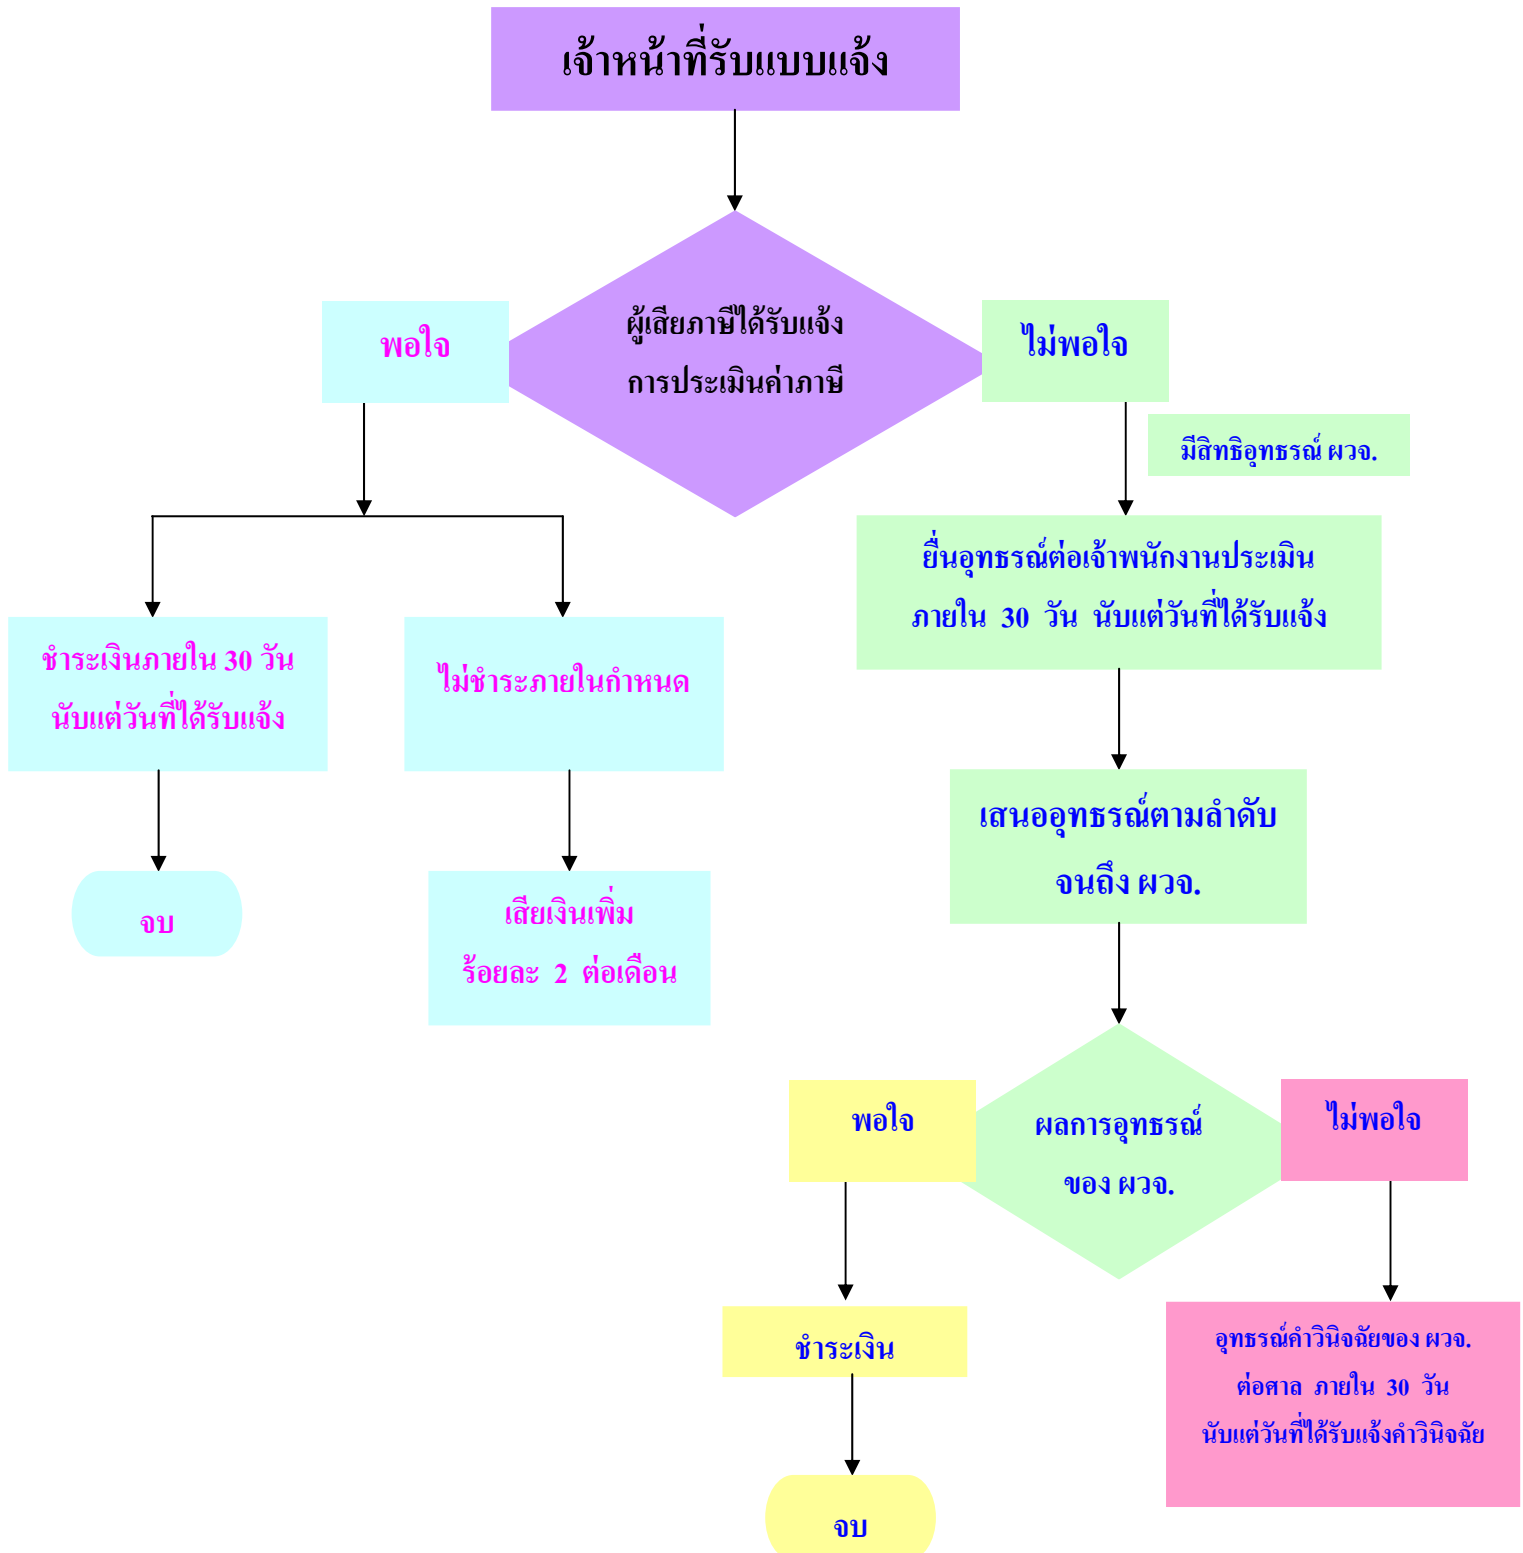 เจ้าหน้าที่รับแบบแจ้ง
ผู้เสียภาษีได้รับแจ้ง
การประเมินค่าภาษี
พอใจ
ไม่พอใจ
มีสิทธิอุทธรณ์ ผวจ.
ยื่นอุทธรณ์ต่อเจ้าพนักงานประเมิน
ภายใน 30 วัน นับแต่วันที่ได้รับแจ้ง
ชำระเงินภายใน 30 วัน
นับแต่วันที่ได้รับแจ้ง
ไม่ชำระภายในกำหนด
จบ
เสียเงินเพิ่ม
ร้อยละ 2 ต่อเดือน
เสนออุทธรณ์ตามลำดับ
จนถึง ผวจ.
ผลการอุทธรณ์
ของ ผวจ.
พอใจ
ไม่พอใจ
ชำระเงิน
จบ
อุทธรณ์คำวินิจฉัยของ ผวจ.
ต่อศาล ภายใน 30 วัน
นับแต่วันที่ได้รับแจ้งคำวินิจฉัย